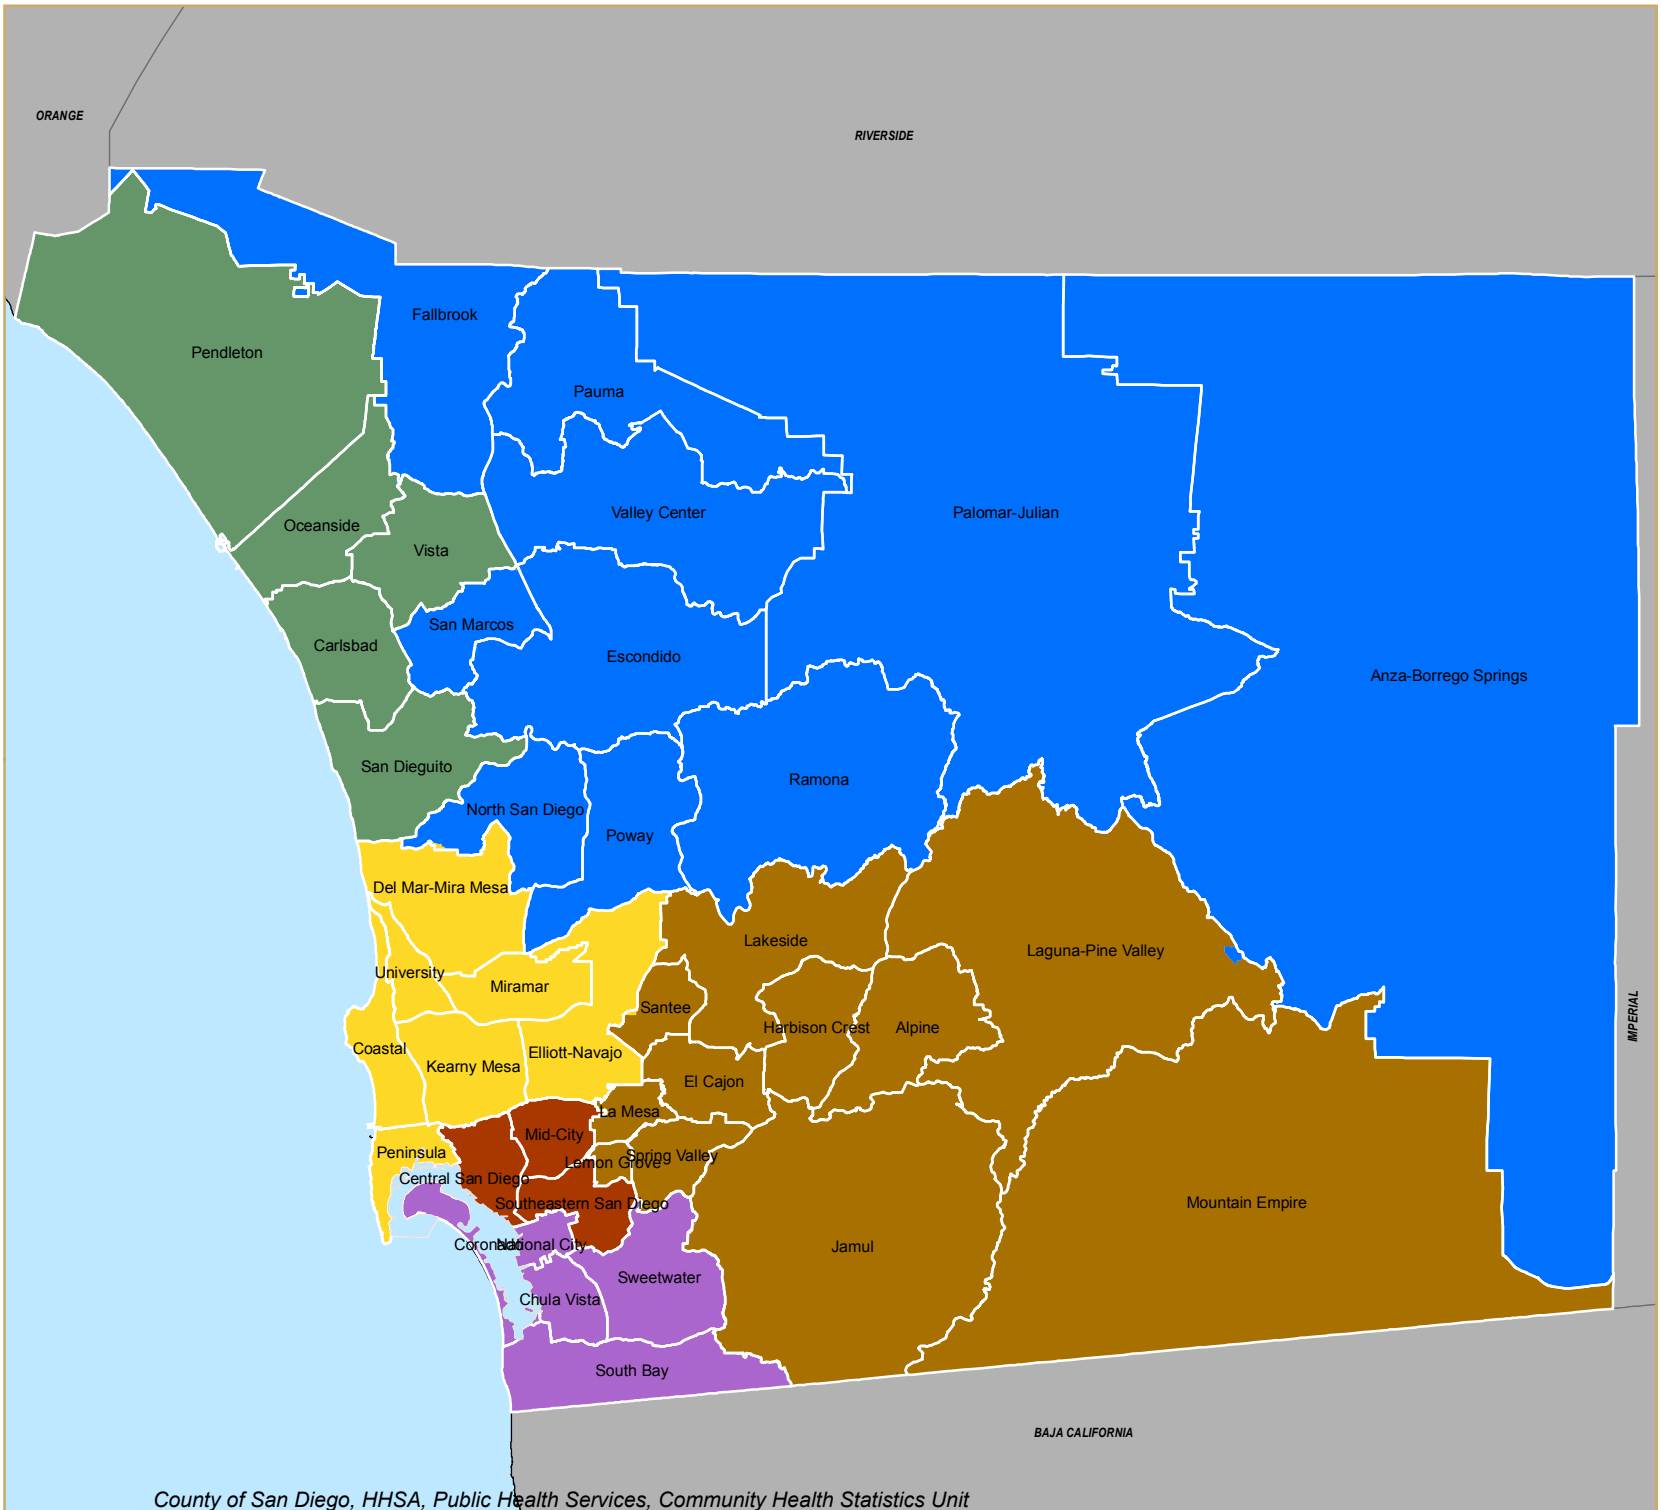 ORANGE
RIVERSIDE
Fallbrook
Pendleton
Pauma
Valley Center
Palomar-Julian
Oceanside
Vista
San Marcos
Carlsbad
Escondido
Anza-Borrego Springs
San Dieguito
Ramona
North San Diego
Poway
Del Mar-Mira Mesa
Lakeside
Laguna-Pine Valley
University
Miramar
Santee
IMPERIAL
Harbison Crest
Alpine
Coastal
Elliott-Navajo
Kearny Mesa
El Cajon
La Mesa
Mid-City
Peninsula
Spring Valley
Lemon Grove
Central San Diego
Southeastern San Diego
Mountain Empire
Coronado
National City
Jamul
Sweetwater
Chula Vista
South Bay
BAJA CALIFORNIA
County of San Diego, HHSA, Public Health Services, Community Health Statistics Unit